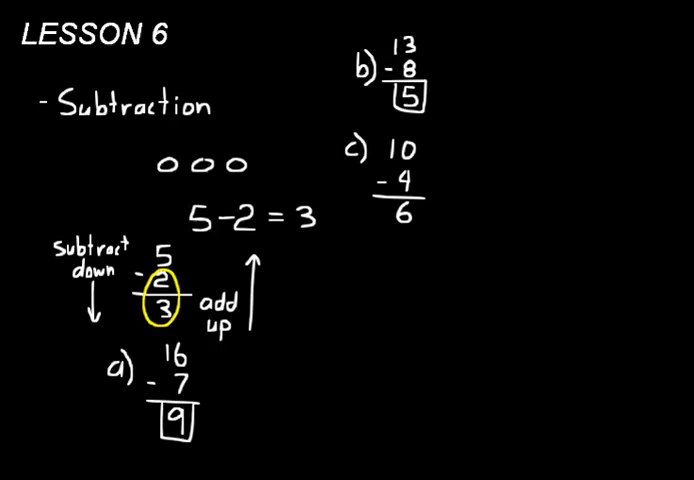 LESSON 6
- Subtraction
5-2=3
subtract
down
5
- 2
3
add
up
a) 16
- 7
9
b) 13
- 8
5
c) 10
- 4
6